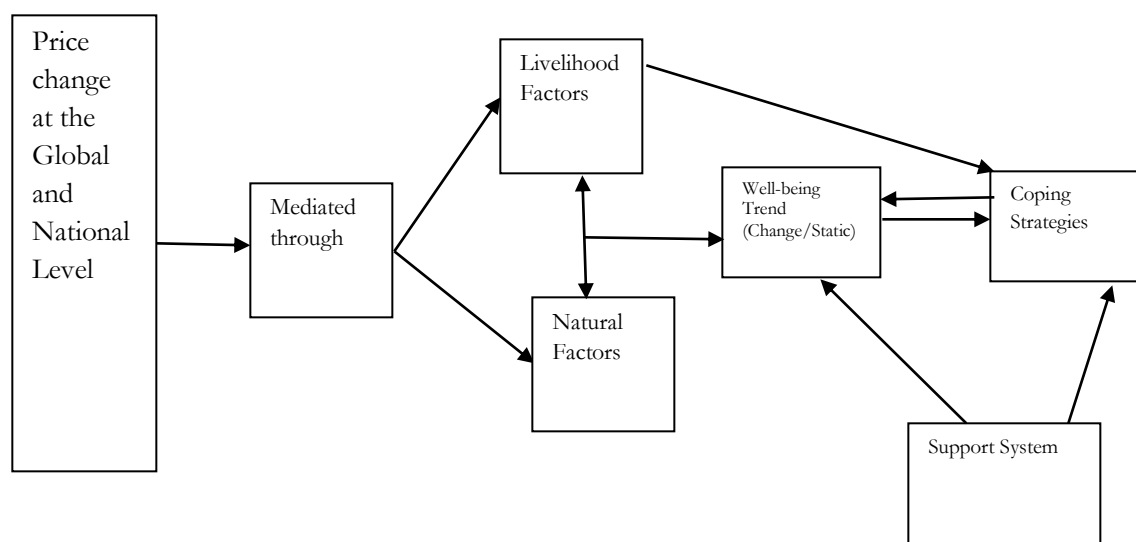 Price
change
at the
Global
and
National
Level
Mediated
through
Livelihood
Factors
Natural
Factors
Well-being
Trend
(Change/Static)
Coping
Strategies
Support System